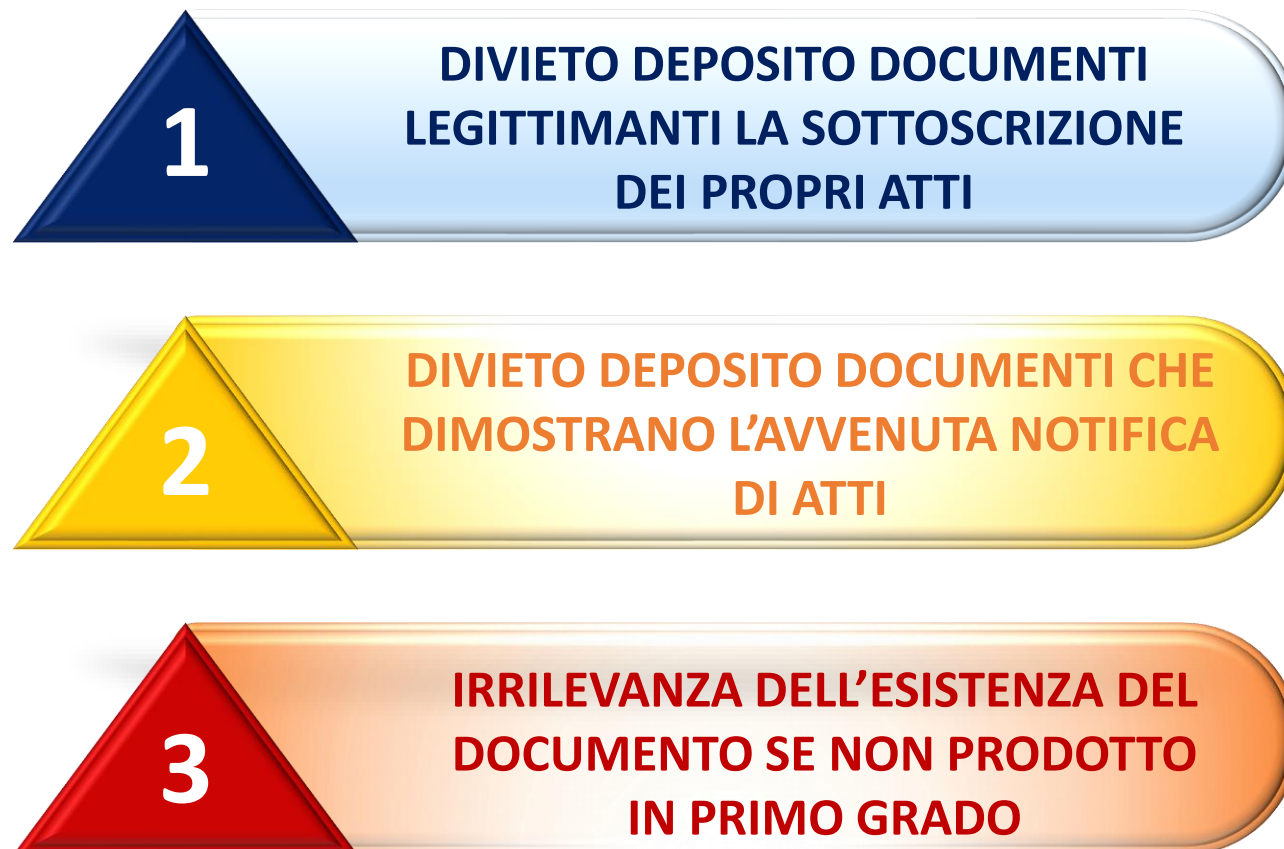 1
DIVIETO DEPOSITO DOCUMENTI
LEGITTIMANTI LA SOTTOSCRIZIONE
DEI PROPRI ATTI
2
DIVIETO DEPOSITO DOCUMENTI CHE
DIMOSTRANO L’AVVENUTA NOTIFICA
DI ATTI
3
IRRILEVANZA DELL’ESISTENZA DEL
DOCUMENTO SE NON PRODOTTO
IN PRIMO GRADO